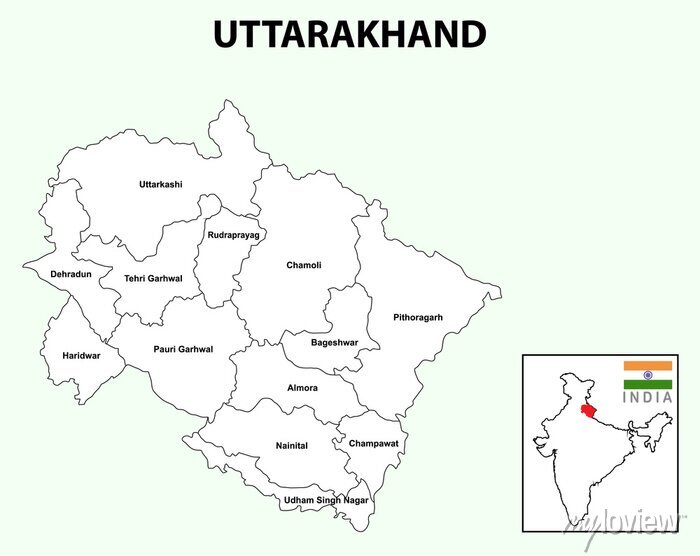 UTTARAKHAND
Uttarkashi
Rudraprayag
Dehradun
Tehri Garhwal
Chamoli
Pithoragarh
Haridwar
Pauri Garhwal
Bageshwar
Almora
Nainital
Champawat
Udham Singh Nagar
INDIA
myloview®